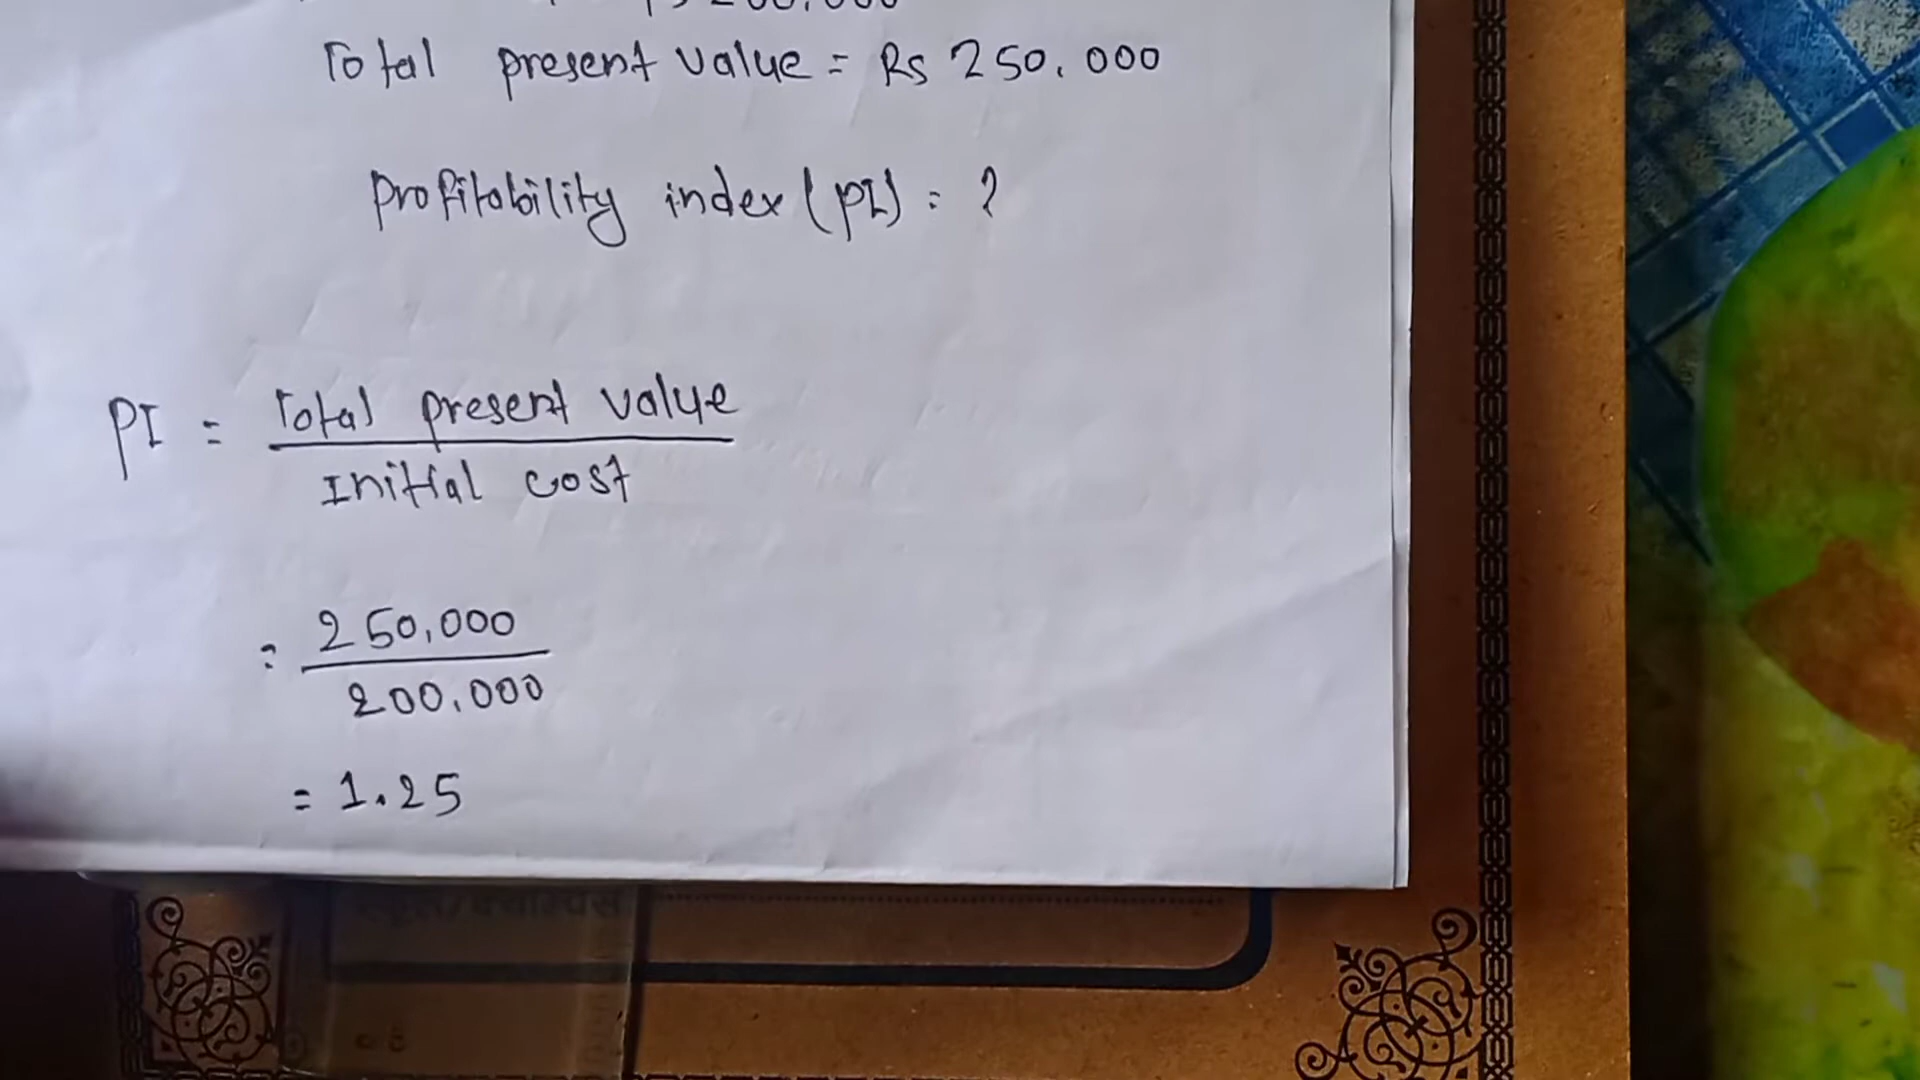 Total present value = Rs 250,000
profitability index (PI) = ?
PI = Total present value
Initial cost
= 250,000
200,000
= 1.25